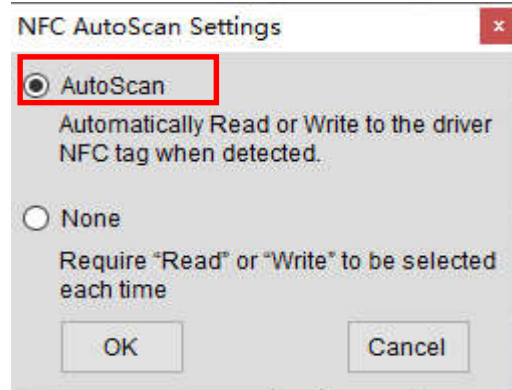 NFC AutoScan Settings
x
AutoScan
Automatically Read or Write to the driver
NFC tag when detected.
None
Require “Read” or “Write” to be selected
each time
OK
Cancel